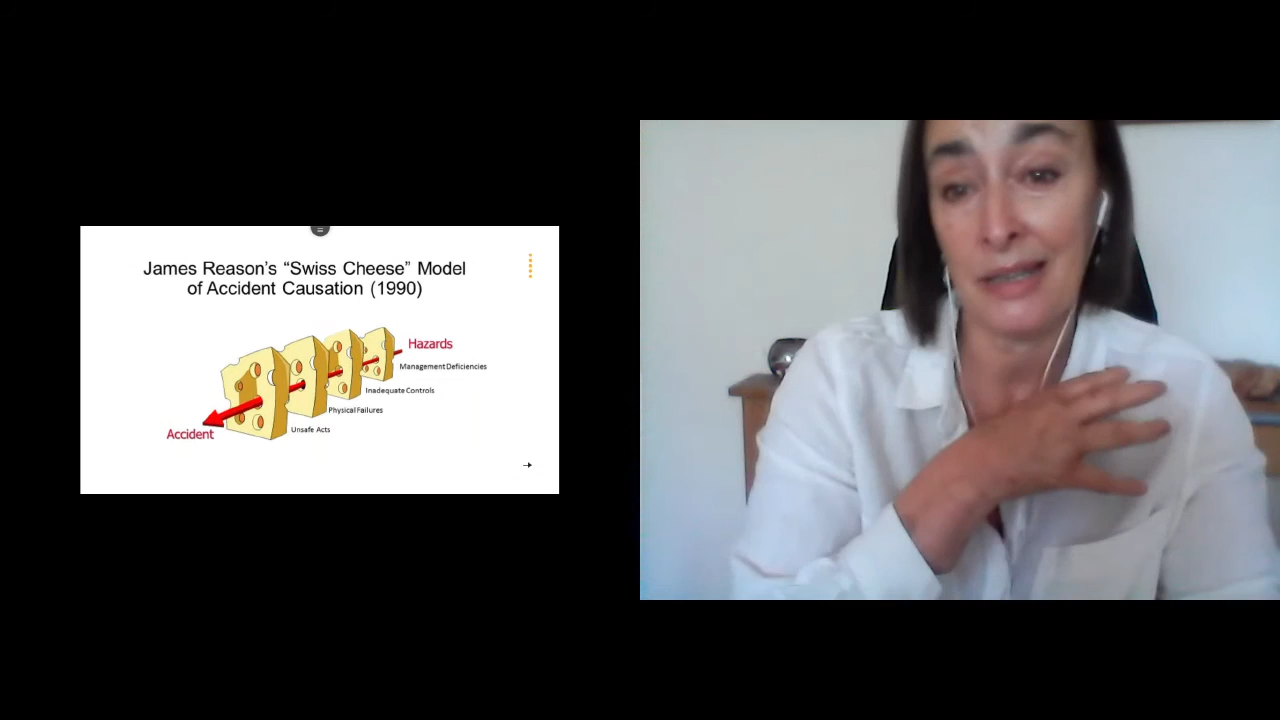 James Reason's “Swiss Cheese” Model
of Accident Causation (1990)
Hazards
Management Deficiencies
Inadequate Controls
Physical Failures
Unsafe Acts
Accident